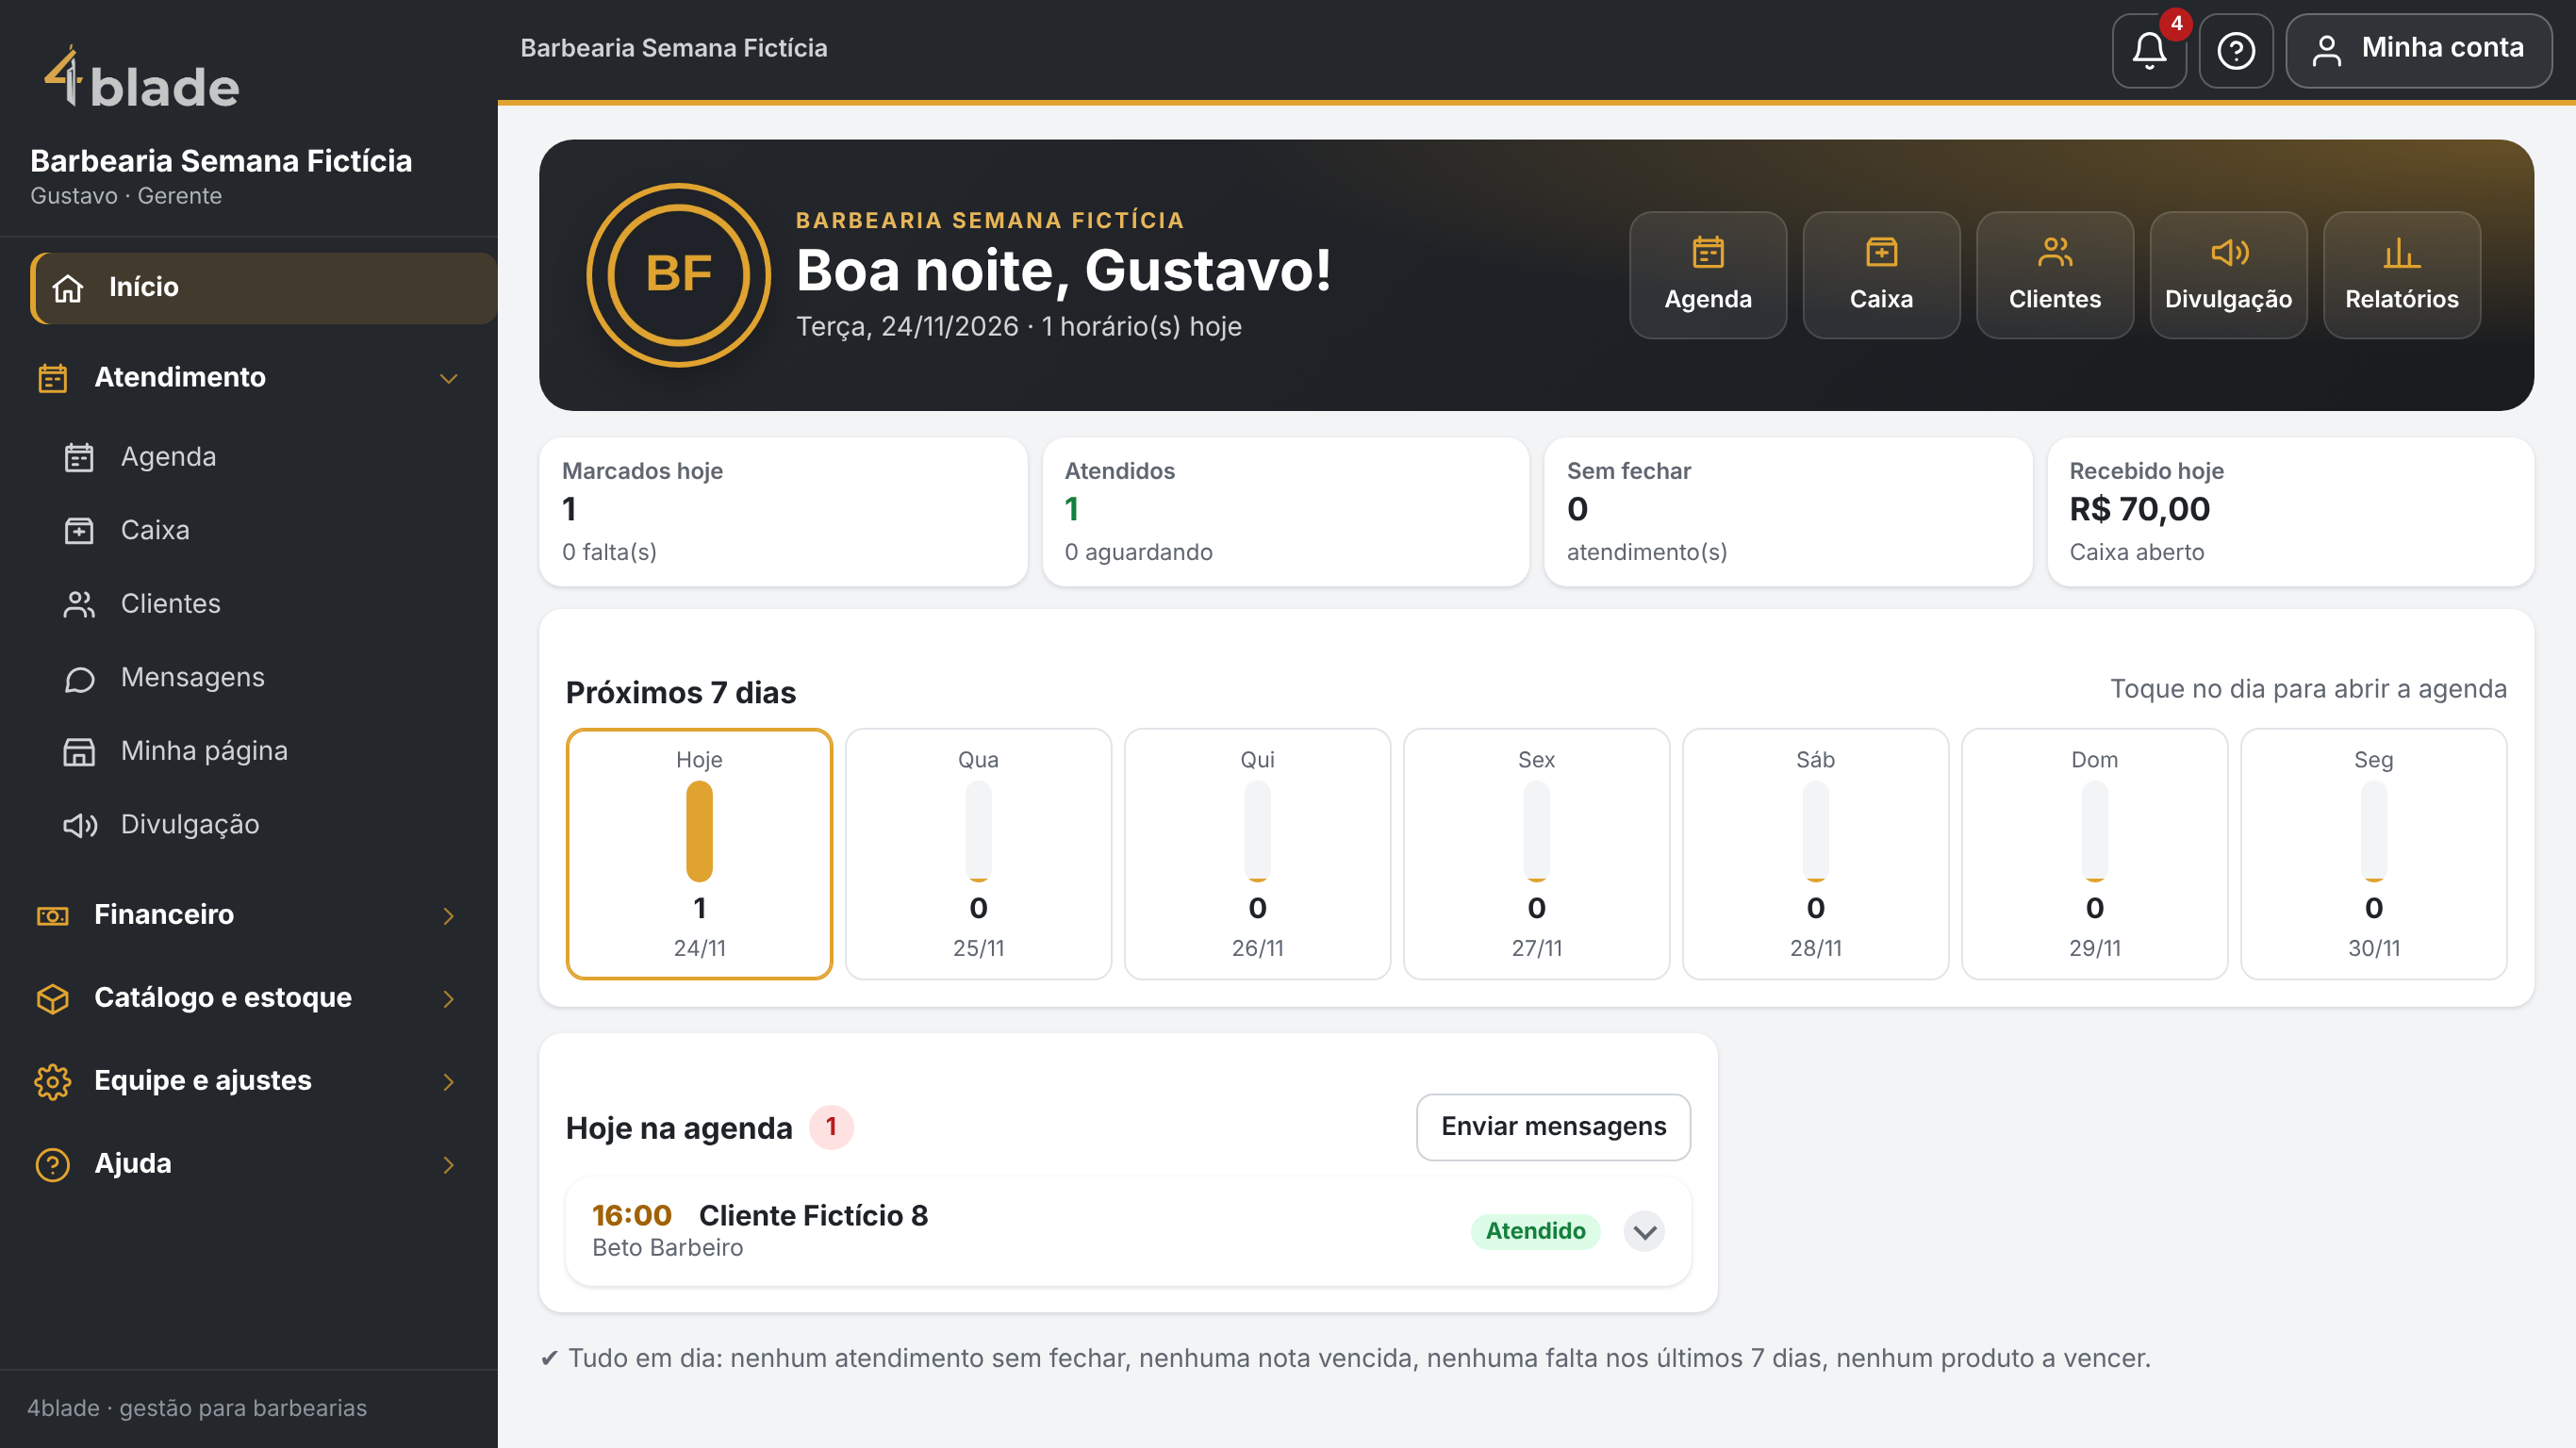 4blade
Barbearia Semana Fictícia
Gustavo · Gerente
Início
Atendimento
Agenda
Caixa
Clientes
Mensagens
Minha página
Divulgação
Financeiro
Catálogo e estoque
Equipe e ajustes
Ajuda
4blade · gestão para barbearias
Barbearia Semana Fictícia
4
Minha conta
BF
BARBEARIA SEMANA FICTÍCIA
Boa noite, Gustavo!
Terça, 24/11/2026 · 1 horário(s) hoje
Agenda
Caixa
Clientes
Divulgação
Relatórios
Marcados hoje
1
0 falta(s)
Atendidos
1
0 aguardando
Sem fechar
0
atendimento(s)
Recebido hoje
R$ 70,00
Caixa aberto
Próximos 7 dias
Toque no dia para abrir a agenda
Hoje
1
24/11
Qua
0
25/11
Qui
0
26/11
Sex
0
27/11
Sáb
0
28/11
Dom
0
29/11
Seg
0
30/11
Hoje na agenda 1
Enviar mensagens
16:00 Cliente Fictício 8
Beto Barbeiro
Atendido
✔ Tudo em dia: nenhum atendimento sem fechar, nenhuma nota vencida, nenhuma falta nos últimos 7 dias, nenhum produto a vencer.